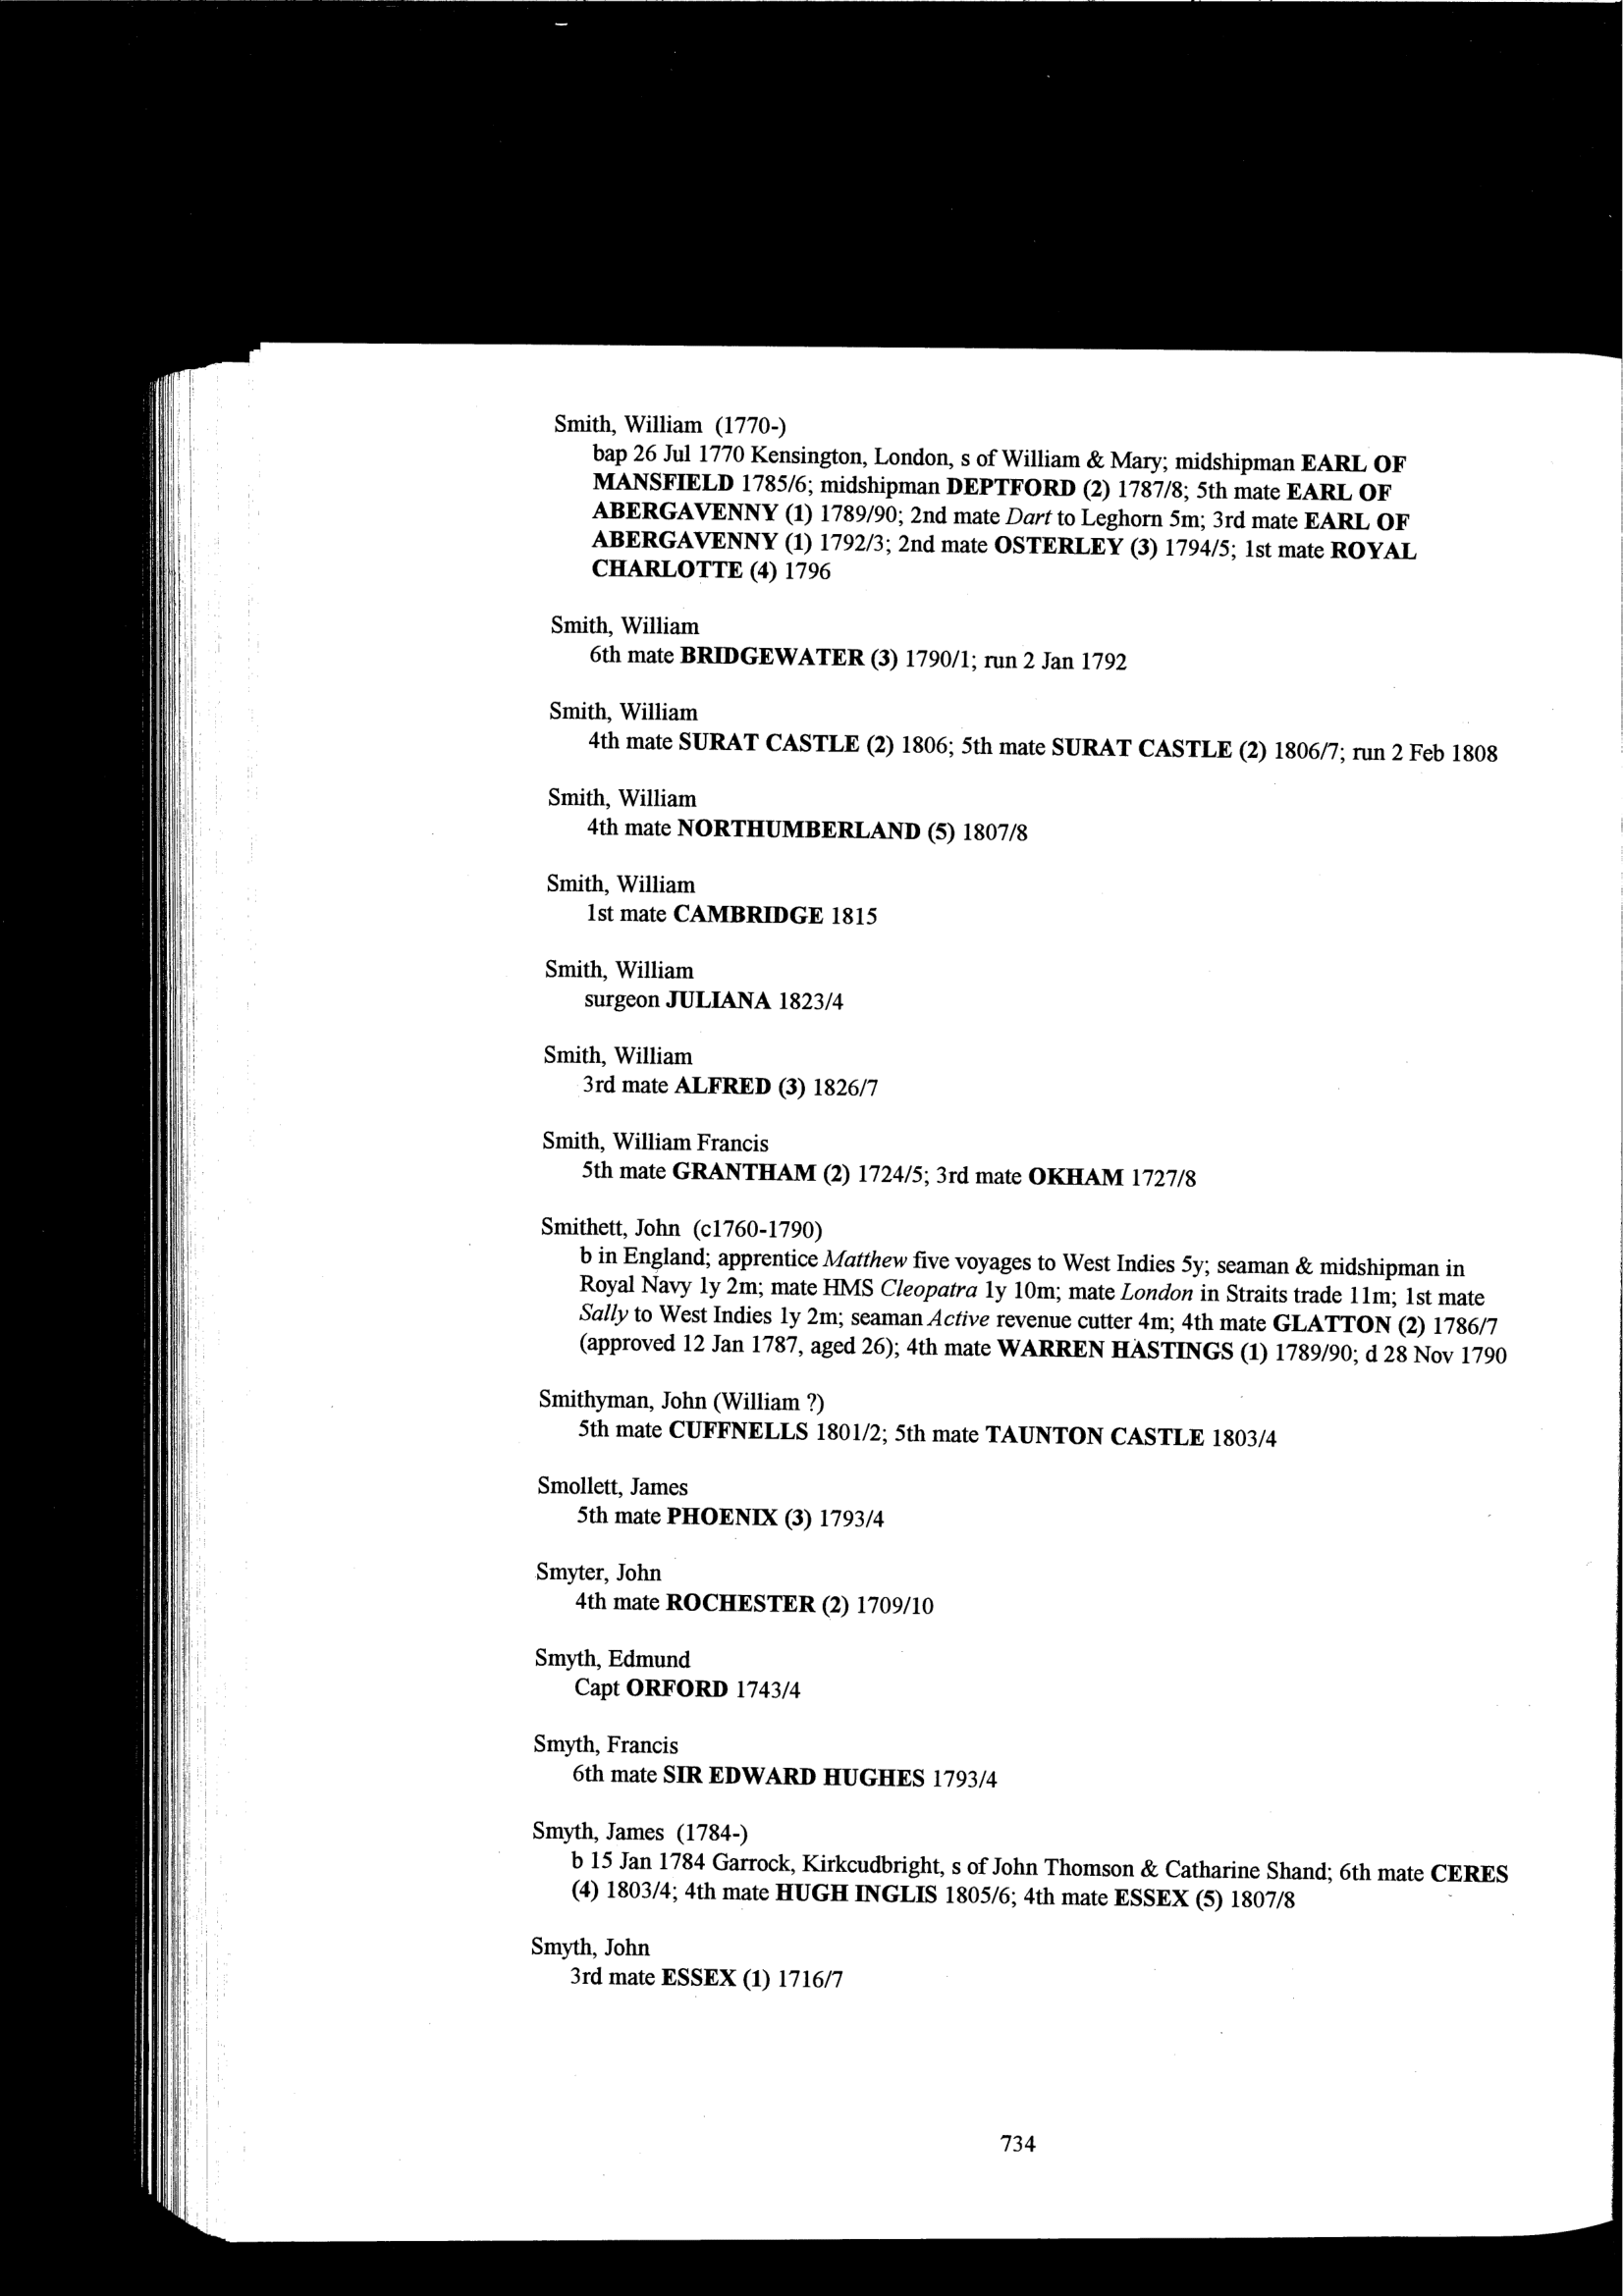 Smith, William (1770-)
bap 26 Jul 1770 Kensington, London, s of William & Mary; midshipman EARL OF
MANSFIELD 1785/6; midshipman DEPTFORD (2) 1787/8; 5th mate EARL OF
ABERGAVENNY (1) 1789/90; 2nd mate Dart to Leghorn 5m; 3rd mate EARL OF
ABERGAVENNY (1) 1792/3; 2nd mate OSTERLEY (3) 1794/5; 1st mate ROYAL
CHARLOTTE (4) 1796
Smith, William
6th mate BRIDGEWATER (3) 1790/1; run 2 Jan 1792
Smith, William
4th mate SURAT CASTLE (2) 1806; 5th mate SURAT CASTLE (2) 1806/7; run 2 Feb 1808
Smith, William
4th mate NORTHUMBERLAND (5) 1807/8
Smith, William
1st mate CAMBRIDGE 1815
Smith, William
surgeon JULIANA 1823/4
Smith, William
3rd mate ALFRED (3) 1826/7
Smith, William Francis
5th mate GRANTHAM (2) 1724/5; 3rd mate OKHAM 1727/8
Smithett, John (c1760-1790)
b in England; apprentice Matthew five voyages to West Indies 5y; seaman & midshipman in
Royal Navy 1y 2m; mate HMS Cleopatra 1y 10m; mate London in Straits trade 11m; 1st mate
Sally to West Indies 1y 2m; seaman Active revenue cutter 4m; 4th mate GLATTON (2) 1786/7
(approved 12 Jan 1787, aged 26); 4th mate WARREN HASTINGS (1) 1789/90; d 28 Nov 1790
Smithyman, John (William ?)
5th mate CUFFNELLS 1801/2; 5th mate TAUNTON CASTLE 1803/4
Smollett, James
5th mate PHOENIX (3) 1793/4
Smyter, John
4th mate ROCHESTER (2) 1709/10
Smyth, Edmund
Capt ORFORD 1743/4
Smyth, Francis
6th mate SIR EDWARD HUGHES 1793/4
Smyth, James (1784-)
b 15 Jan 1784 Garrock, Kirkcudbright, s of John Thomson & Catharine Shand; 6th mate CERES
(4) 1803/4; 4th mate HUGH INGLIS 1805/6; 4th mate ESSEX (5) 1807/8
Smyth, John
3rd mate ESSEX (1) 1716/7
734